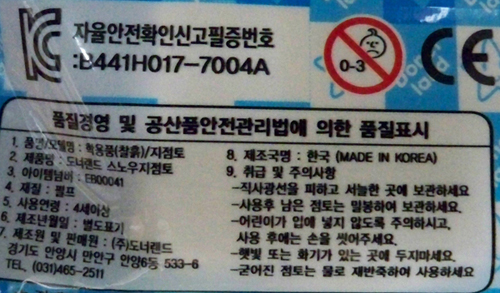 자율안전확인신고필증번호
:B441H017-7004A
0-3
CE
품질경영 및 공산품안전관리법에 의한 품질표시
1. 품명/모델명 : 학용품(찰흙)/지점토
2. 제품명 : 도너랜드 스노우지점토
3. 아이템넘버 : EB00041
4. 재질 : 펄프
5. 사용연령 : 4세이상
6. 제조년월일 : 별도표기
7. 제조원 및 판매원 : (주)도너랜드
경기도 안양시 만안구 안양6동 533-6
TEL. (031)465-2511
8. 제조국명 : 한국 (MADE IN KOREA)
9. 취급 및 주의사항
-직사광선을 피하고 서늘한 곳에 보관하세요
-사용후 남은 점토는 밀봉하여 보관하세요.
-어린이가 입에 넣지 않도록 주의하시고,
사용 후에는 손을 씻어주세요.
-햇빛 또는 화기가 있는 곳에 두지마세요.
-굳어진 점토는 물로 재반죽하여 사용하세요